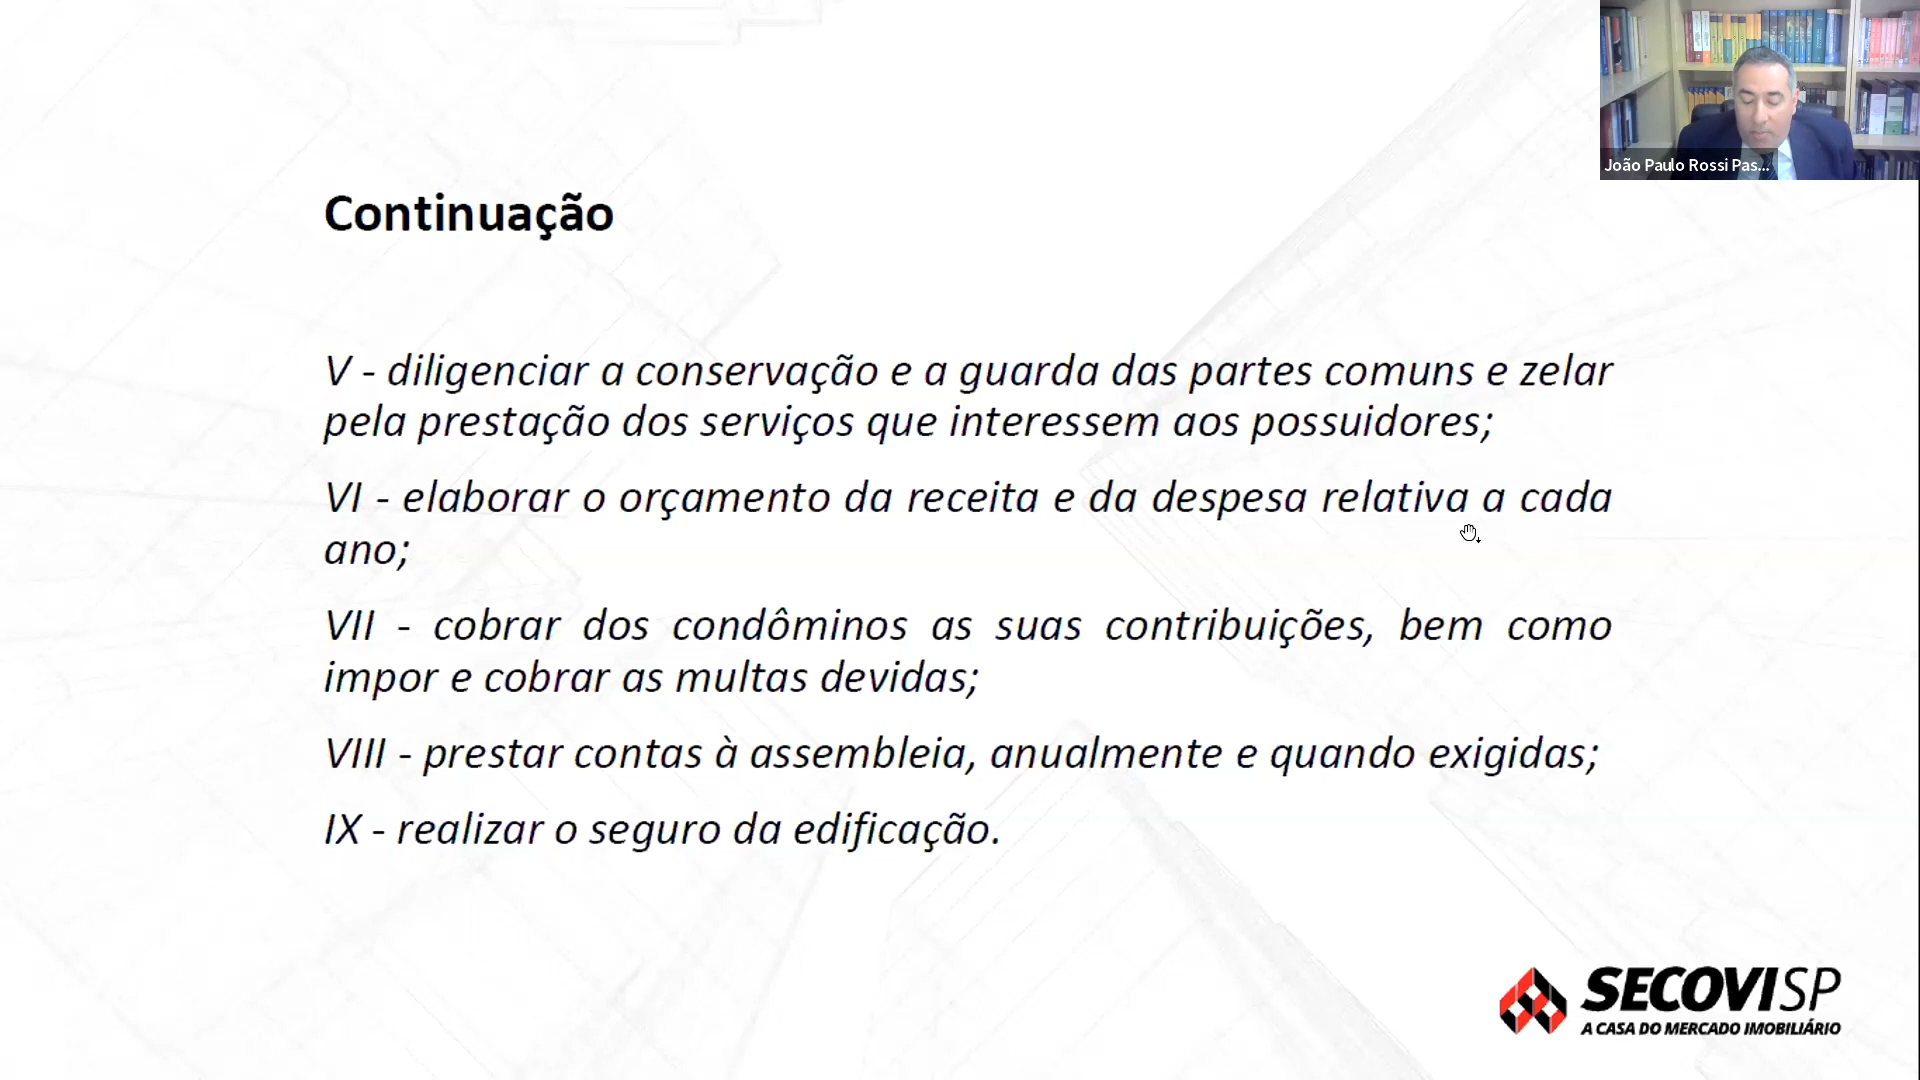 João Paulo Rossi Pas...
Continuação
V - diligenciar a conservação e a guarda das partes comuns e zelar
pela prestação dos serviços que interessem aos possuidores;
VI - elaborar o orçamento da receita e da despesa relativa a cada
ano;
VII - cobrar dos condôminos as suas contribuições, bem como
impor e cobrar as multas devidas;
VIII - prestar contas à assembleia, anualmente e quando exigidas;
IX - realizar o seguro da edificação.
SECOVISP
A CASA DO MERCADO IMOBILIÁRIO